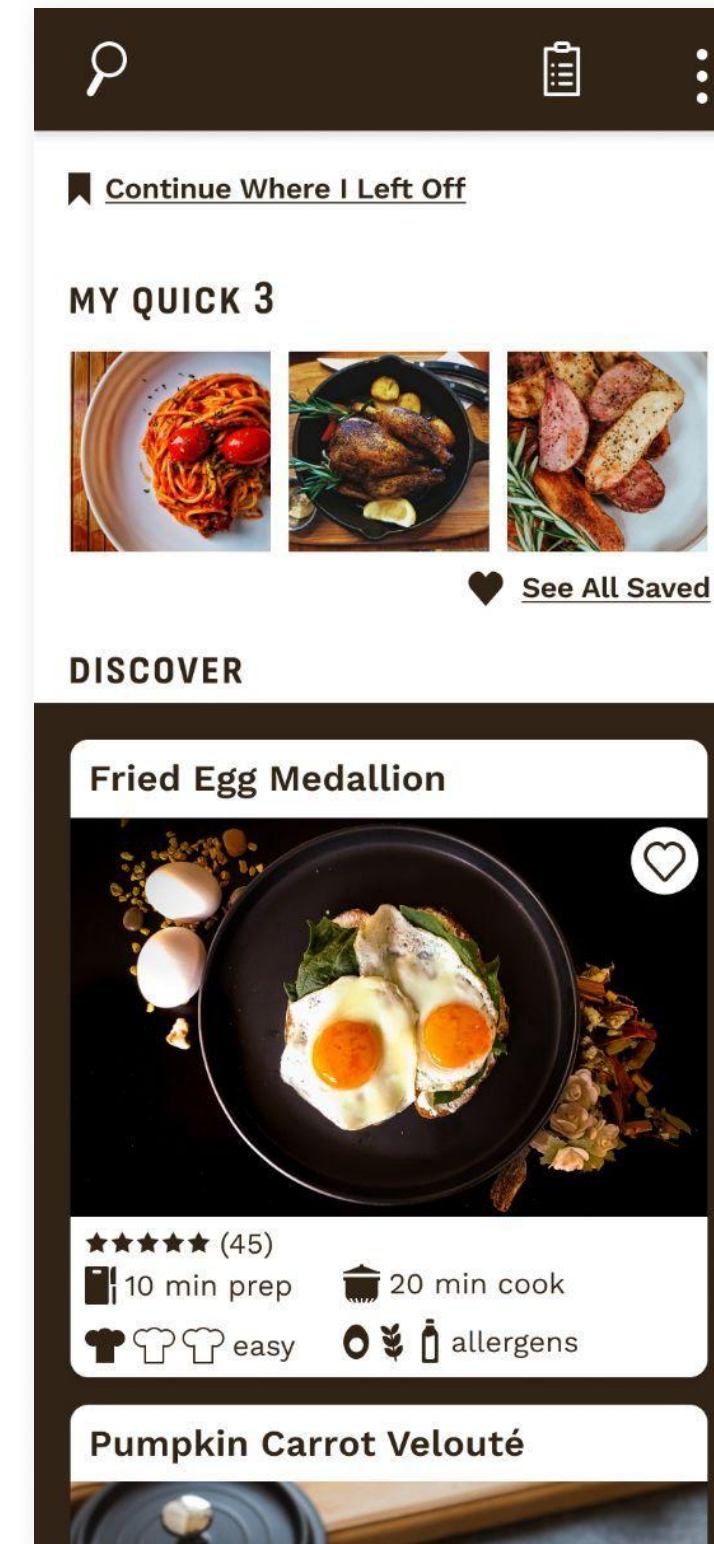 Continue Where I Left Off
MY QUICK 3
See All Saved
DISCOVER
Fried Egg Medallion
(45)
10 min prep
20 min cook
easy
allergens
Pumpkin Carrot Velouté